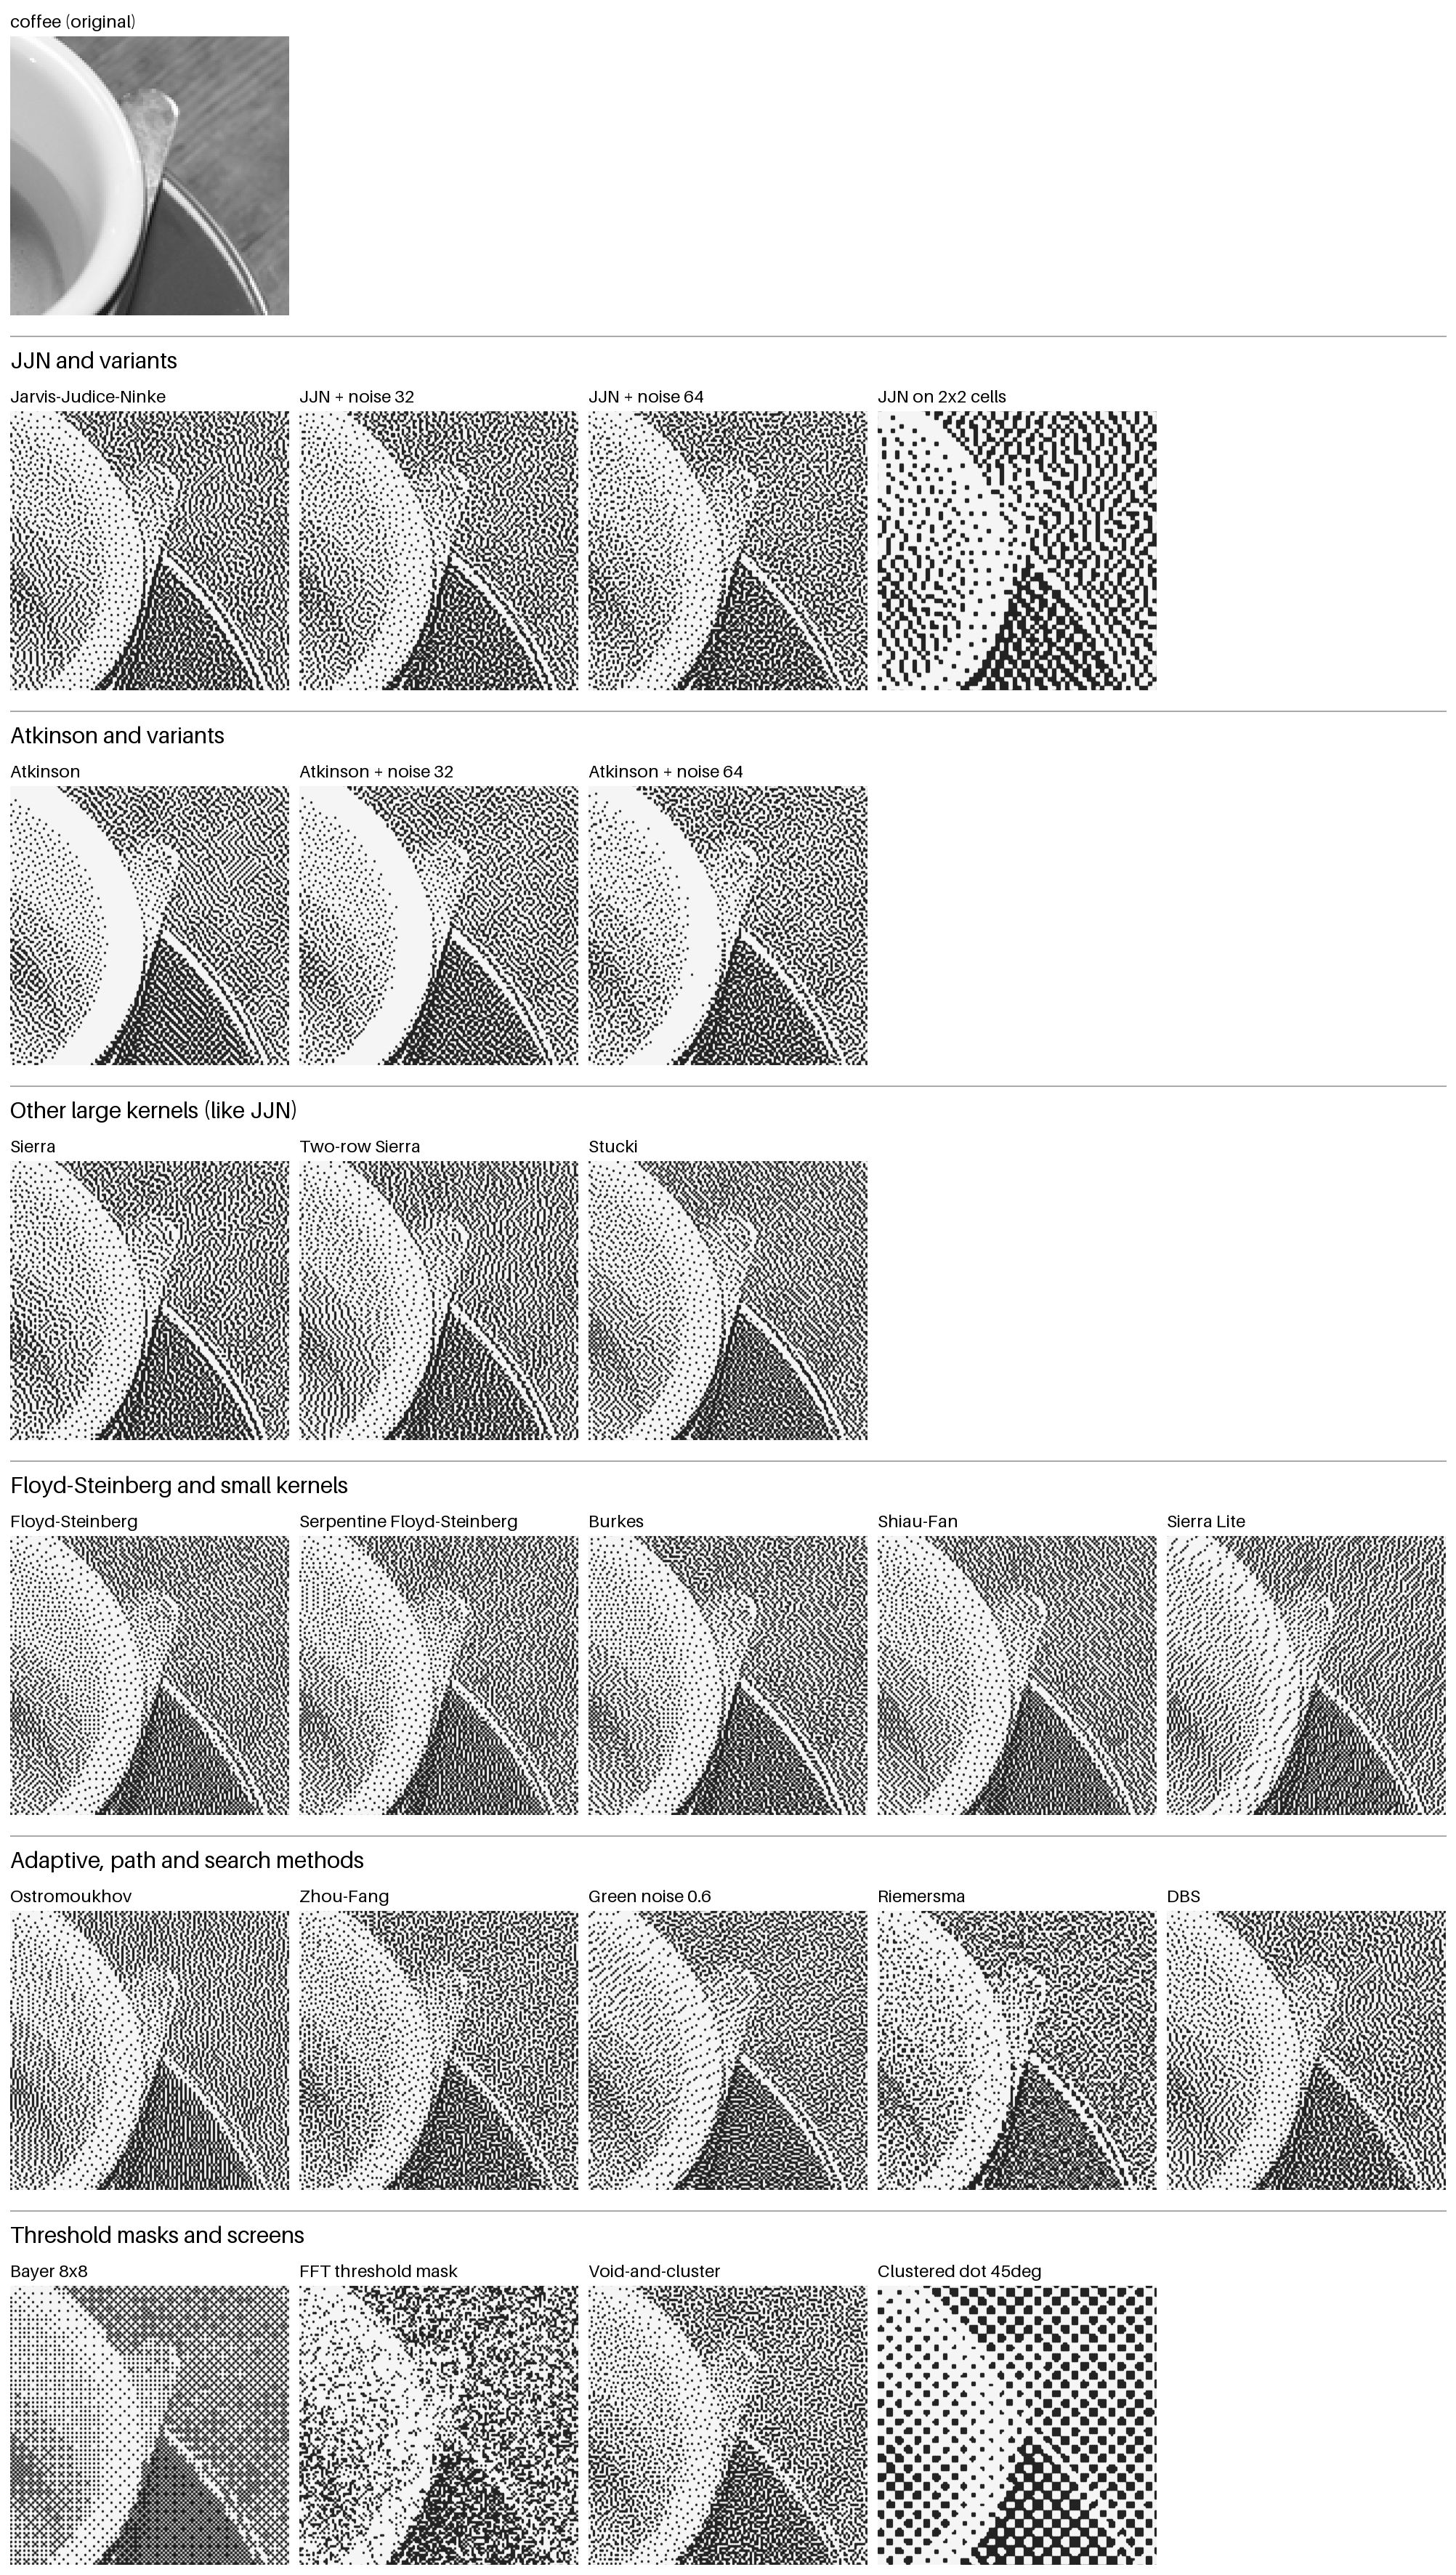 coffee (original)
JJN and variants
Jarvis-Judice-Ninke
JJN + noise 32
JJN + noise 64
JJN on 2x2 cells
Atkinson and variants
Atkinson
Atkinson + noise 32
Atkinson + noise 64
Other large kernels (like JJN)
Sierra
Two-row Sierra
Stucki
Floyd-Steinberg and small kernels
Floyd-Steinberg
Serpentine Floyd-Steinberg
Burkes
Shiau-Fan
Sierra Lite
Adaptive, path and search methods
Ostromoukhov
Zhou-Fang
Green noise 0.6
Riemersma
DBS
Threshold masks and screens
Bayer 8x8
FFT threshold mask
Void-and-cluster
Clustered dot 45deg